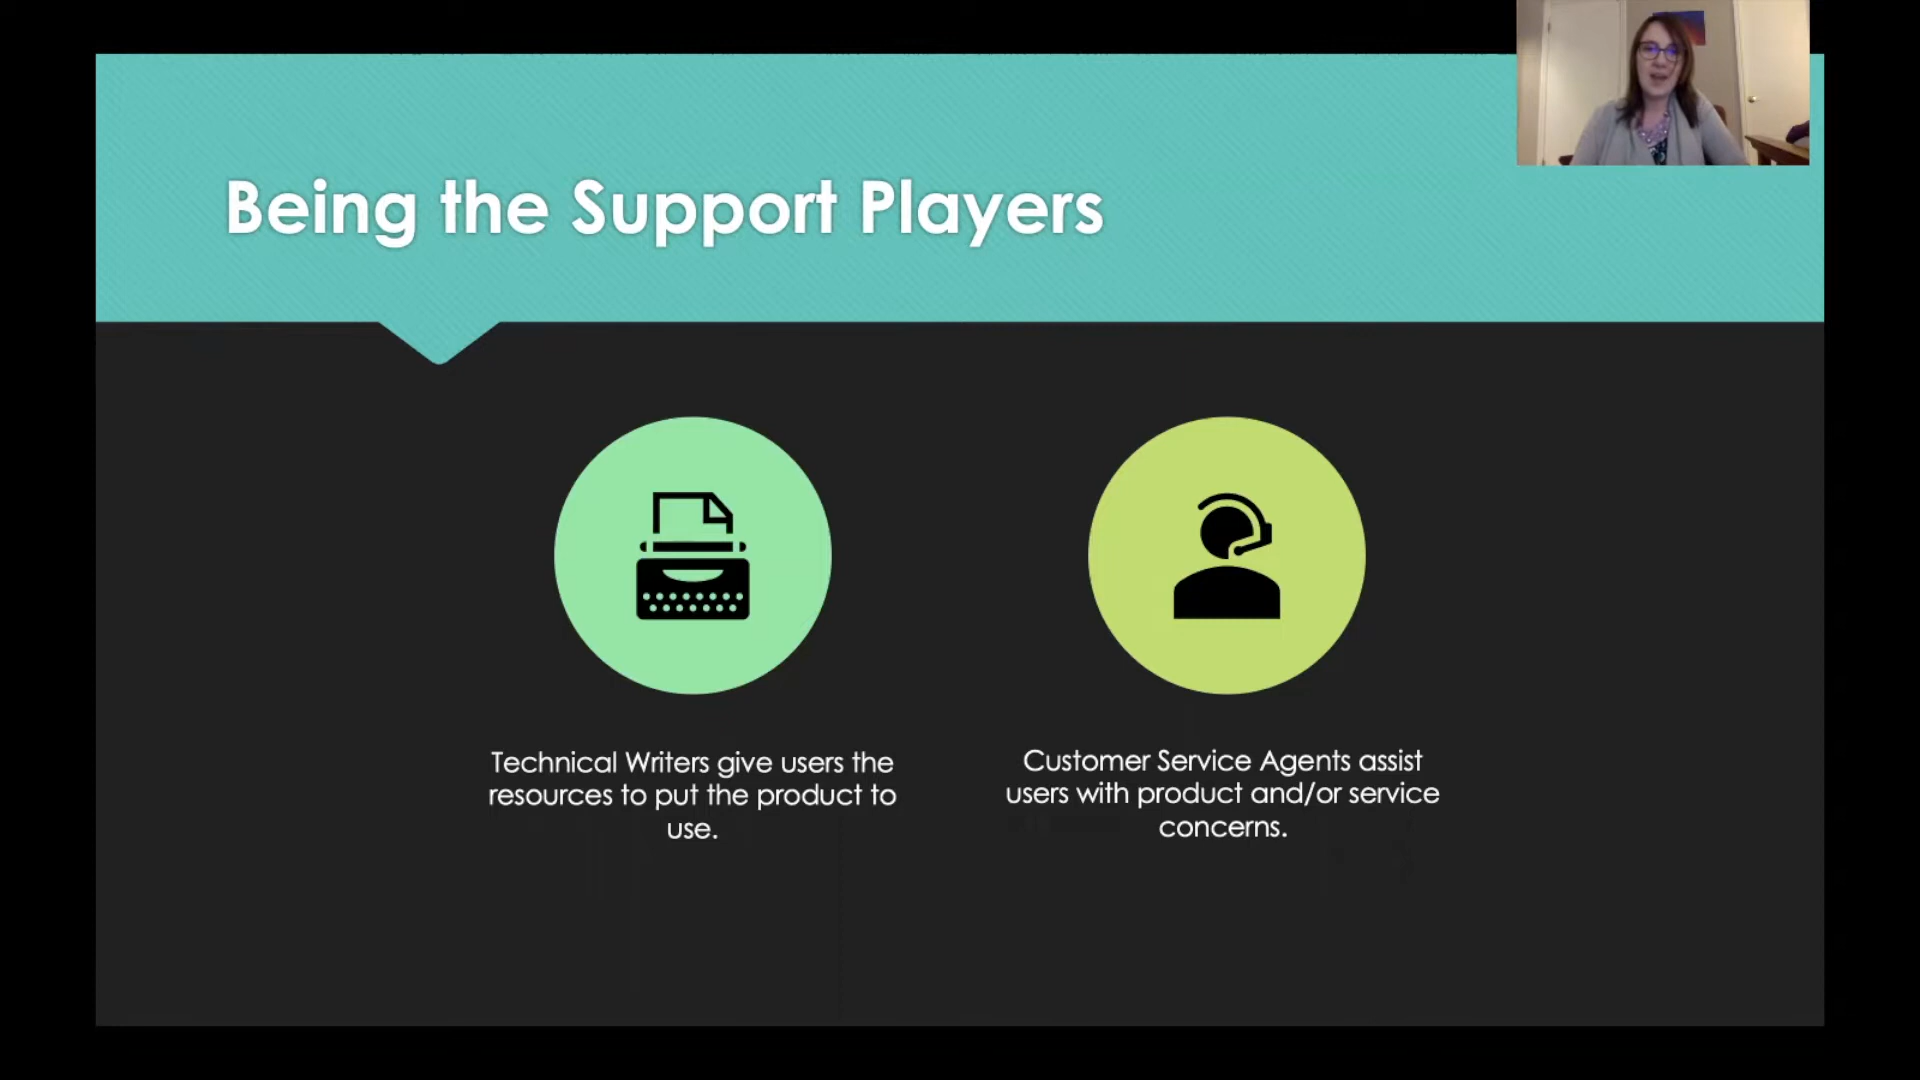 Being the Support Players
Technical Writers give users the
resources to put the product to
use.
Customer Service Agents assist
users with product and/or service
concerns.